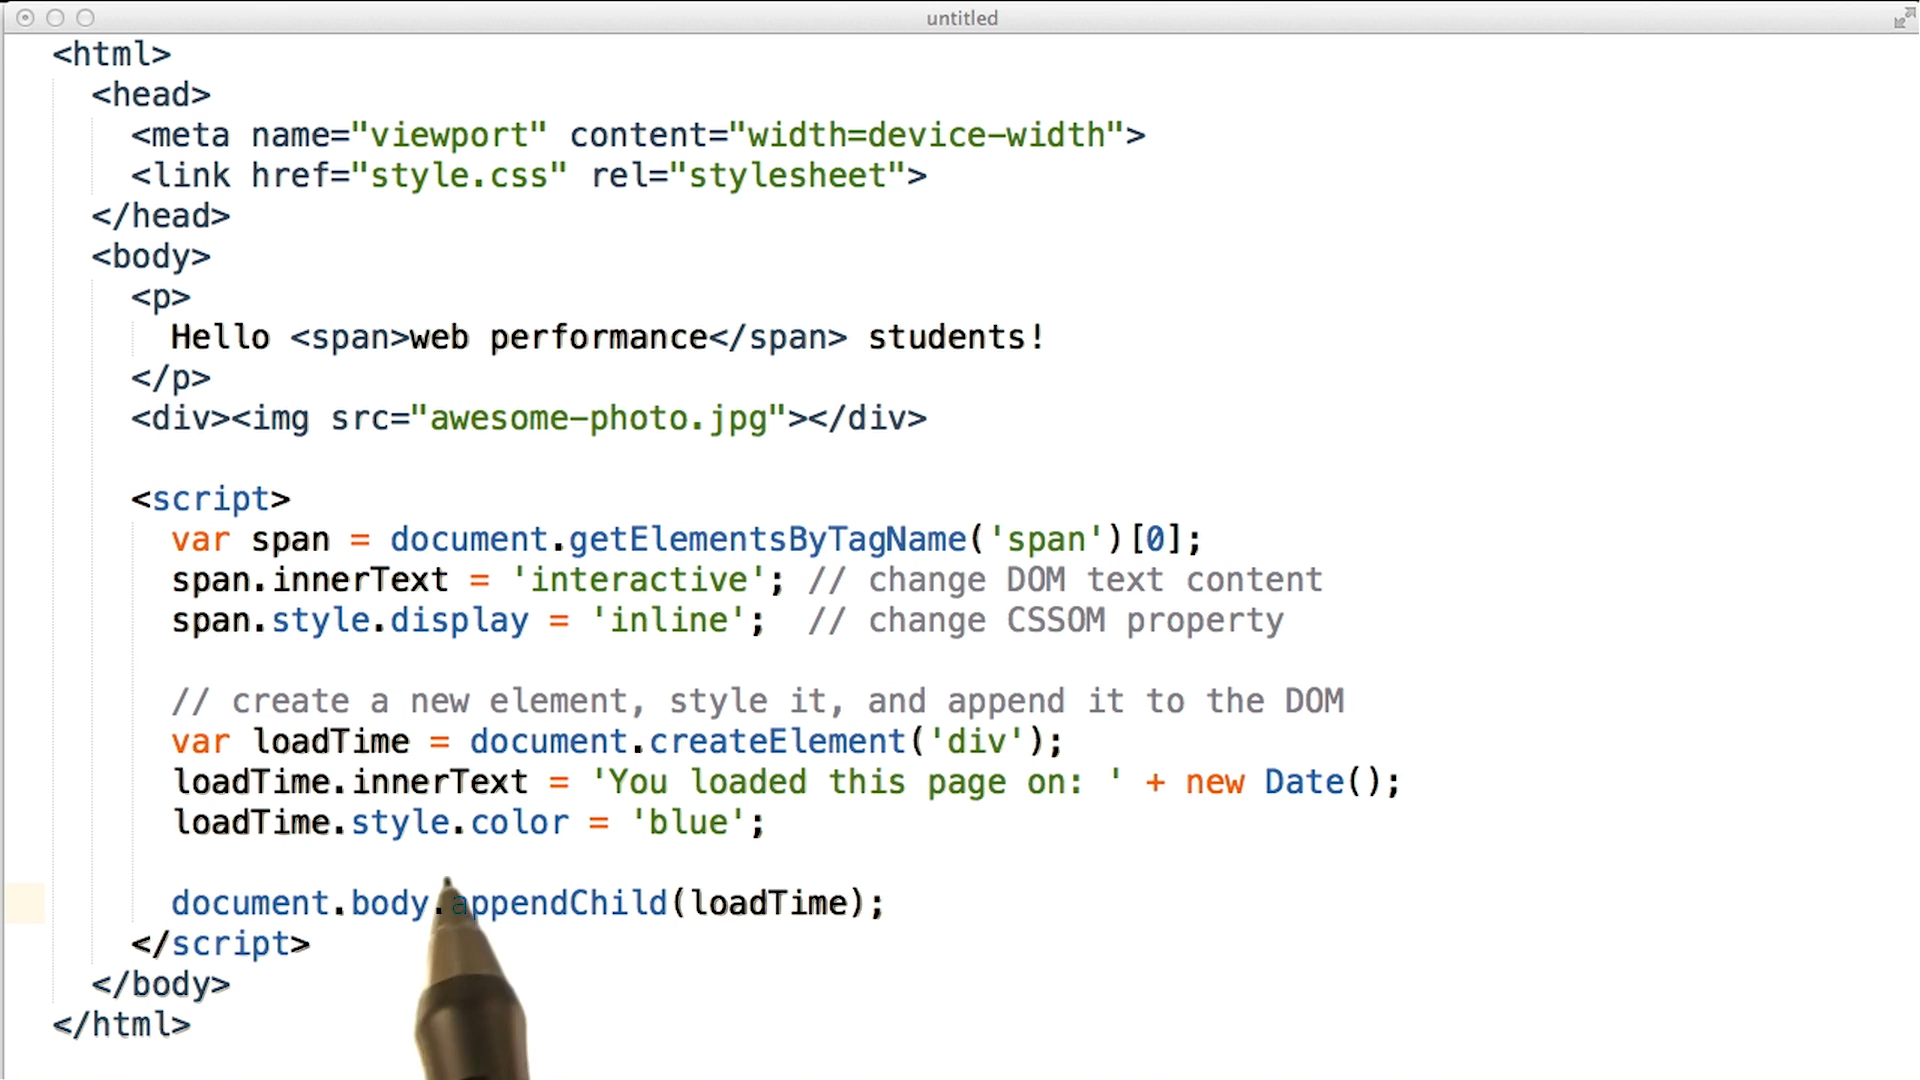 untitled
<html>
<head>
<meta name="viewport" content="width=device-width">
<link href="style.css" rel="stylesheet">
</head>
<body>
<p>
Hello <span>web performance</span> students!
</p>
<div><img src="awesome-photo.jpg"></div>
<script>
var span = document.getElementsByTagName('span')[0];
span.innerText = 'interactive'; // change DOM text content
span.style.display = 'inline';  // change CSSOM property
// create a new element, style it, and append it to the DOM
var loadTime = document.createElement('div');
loadTime.innerText = 'You loaded this page on: ' + new Date();
loadTime.style.color = 'blue';
document.body.appendChild(loadTime);
</script>
</body>
</html>